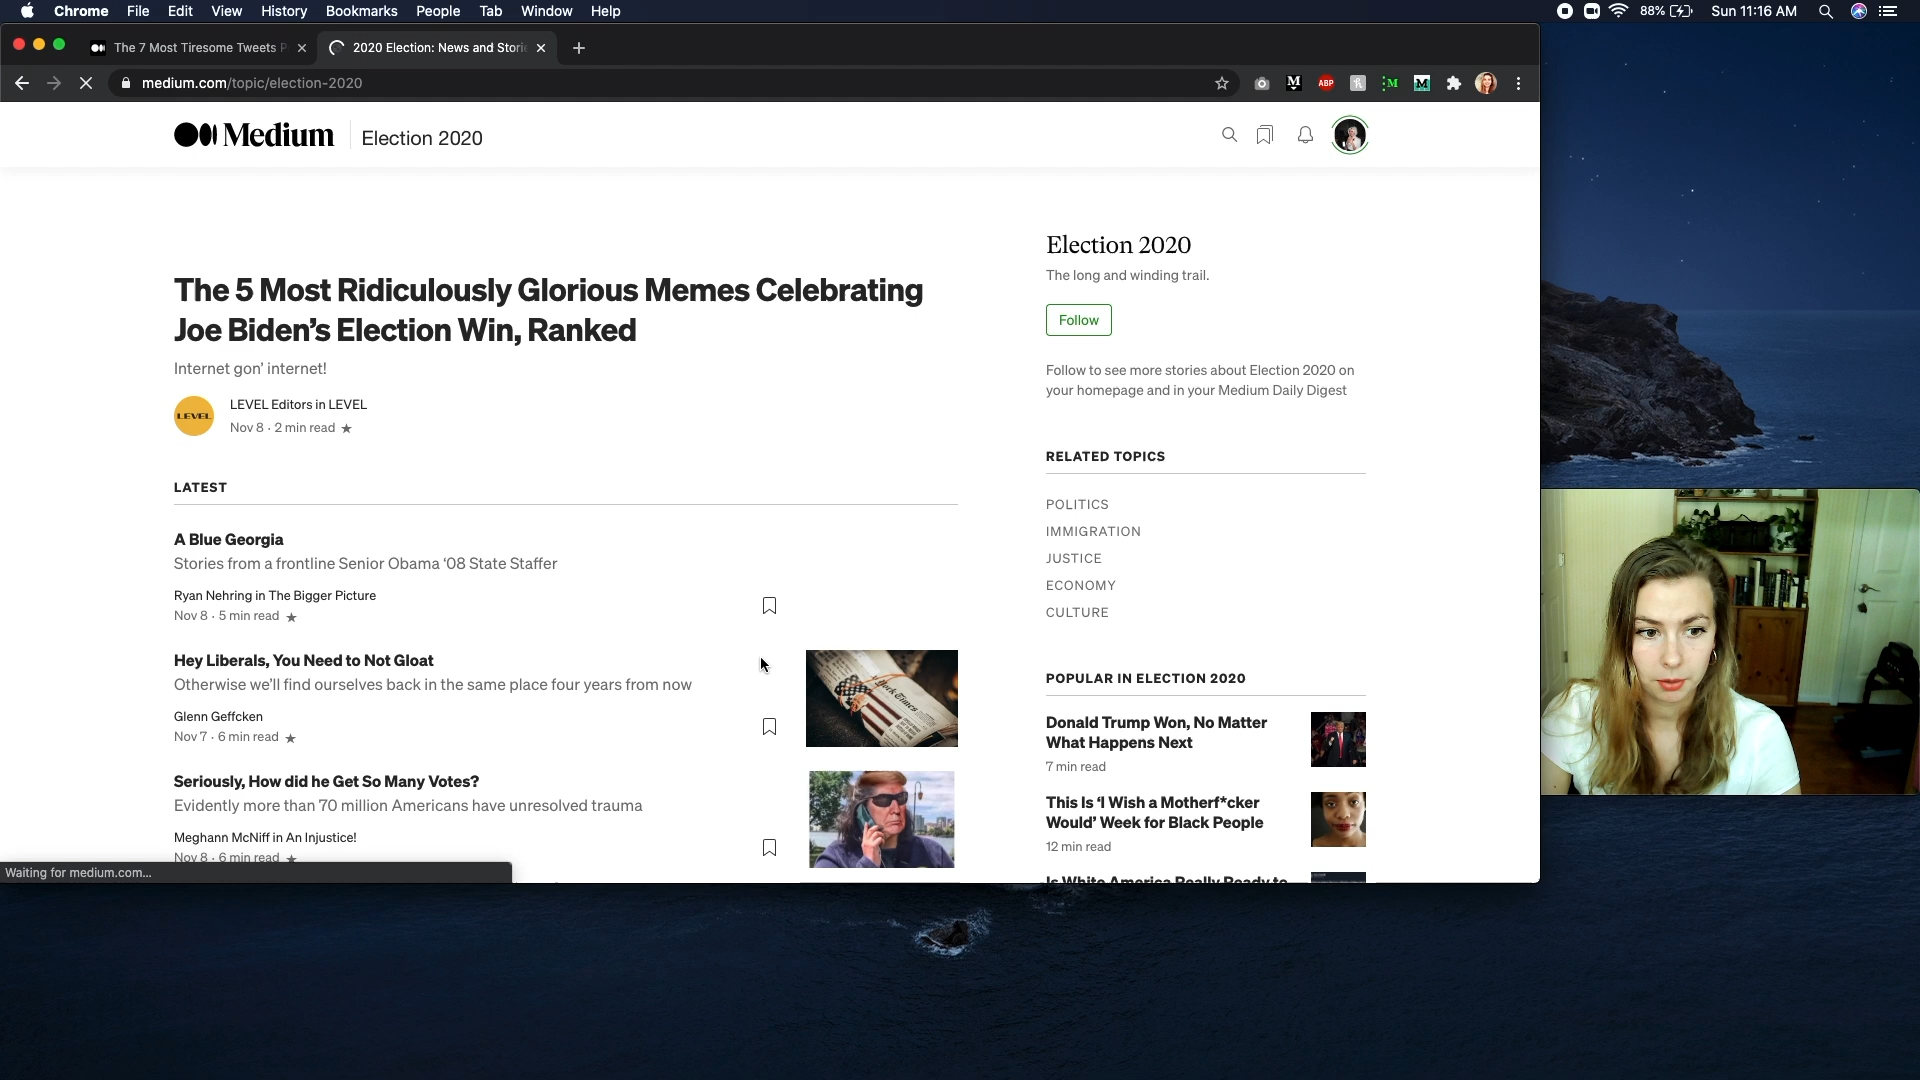 Chrome File Edit View History Bookmarks People Tab Window Help
88% Sun 11:16 AM
The 7 Most Tiresome Tweets P
2020 Election: News and Stori
medium.com/topic/election-2020
ABP
Medium Election 2020
The 5 Most Ridiculously Glorious Memes Celebrating
Joe Biden’s Election Win, Ranked
Internet gon’ internet!
LEVEL
LEVEL Editors in LEVEL
Nov 8 · 2 min read ★
LATEST
A Blue Georgia
Stories from a frontline Senior Obama ‘08 State Staffer
Ryan Nehring in The Bigger Picture
Nov 8 · 5 min read ★
Hey Liberals, You Need to Not Gloat
Otherwise we’ll find ourselves back in the same place four years from now
Glenn Geffcken
Nov 7 · 6 min read ★
Seriously, How did he Get So Many Votes?
Evidently more than 70 million Americans have unresolved trauma
Meghann McNiff in An Injustice!
Nov 8 · 6 min read ★
Waiting for medium.com...
Election 2020
The long and winding trail.
Follow
Follow to see more stories about Election 2020 on
your homepage and in your Medium Daily Digest
RELATED TOPICS
POLITICS
IMMIGRATION
JUSTICE
ECONOMY
CULTURE
POPULAR IN ELECTION 2020
Donald Trump Won, No Matter
What Happens Next
7 min read
This Is ‘I Wish a Motherf*cker
Would’ Week for Black People
12 min read
Is White America Really Ready to